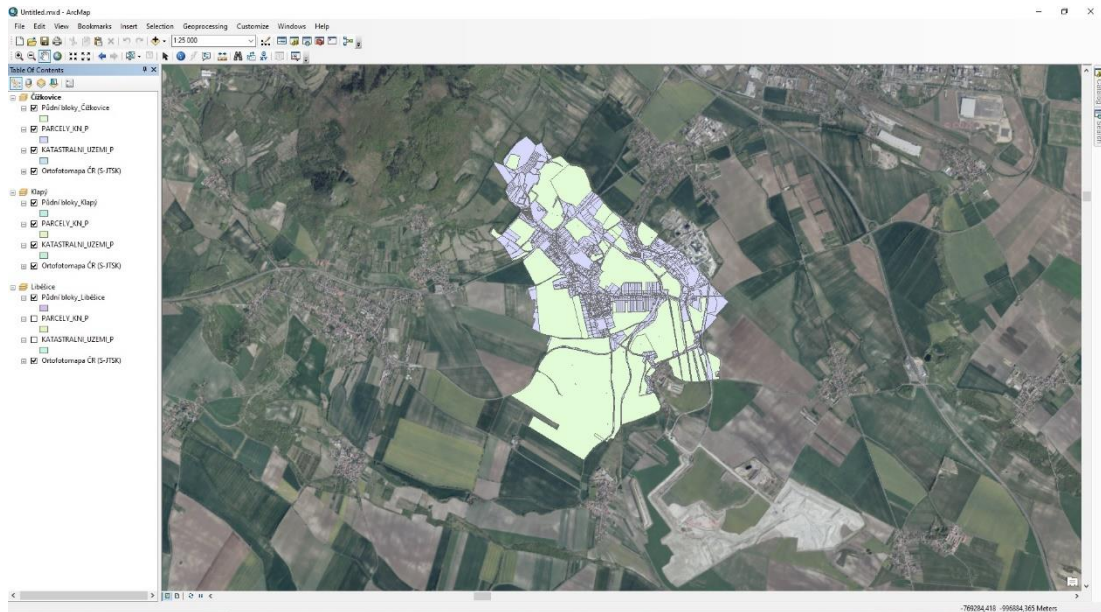 Untitled.mxd - ArcMap
File Edit View Bookmarks Insert Selection Geoprocessing Customize Windows Help
1:25 000
Table Of Contents
Čížkovice
Půdní bloky_Čížkovice
PARCELY_KN_P
KATASTRALNI_UZEMI_P
Ortofotomapa ČR (S-JTSK)
Klapý
Půdní bloky_Klapý
PARCELY_KN_P
KATASTRALNI_UZEMI_P
Ortofotomapa ČR (S-JTSK)
Liběšice
Půdní bloky_Liběšice
PARCELY_KN_P
KATASTRALNI_UZEMI_P
Ortofotomapa ČR (S-JTSK)
Catalog
Search
-769284,418 -996884,365 Meters